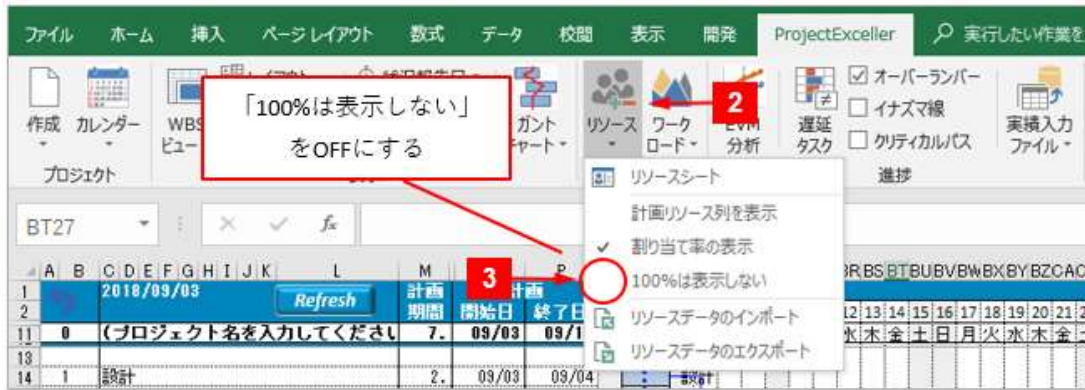 ファイル ホーム 挿入 ページ レイアウト 数式 データ 校閲 表示 開発 ProjectExceller 実行したい作業を
「100%は表示しない」
をOFFにする
2
オーバーランバー
イナズマ線
クリティカルパス
作成
カレンダー
WBS
ビュー
リソース
ワーク
ロード
EVM
分析
遅延
タスク
実績入力
ファイル
プロジェクト
進捗
リソースシート
計画リソース列を表示
割り当て率の表示
100%は表示しない
リソースデータのインポート
リソースデータのエクスポート
3
BT27
fx
A B C D E F G H I J K L M P BR BS BT BU BV BW BX BY BZ CA
1 2018/09/03 Refresh 計画
2 期間 開始日 終了日 12 13 14 15 16 17 18 19 20 21
11 0 (プロジェクト名を入力してくださ 7. 09/03 09/1 水 木 金 土 日 月 火 水 木 金
13
14 1 設計 2. 09/03 09/04 設計